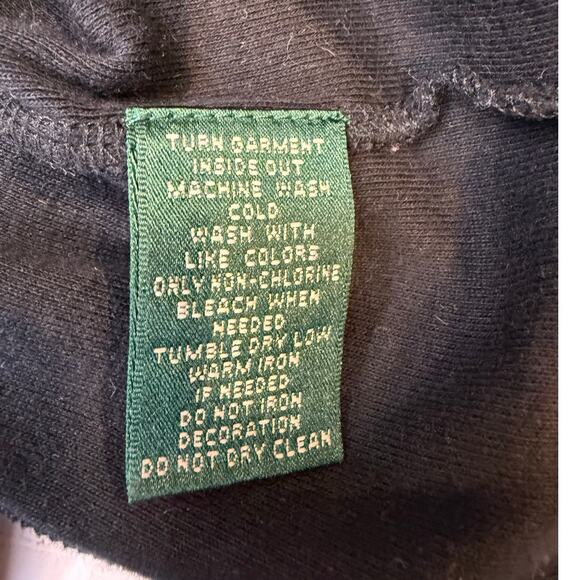 TURN GARMENT
INSIDE OUT
MACHINE WASH
COLD
WASH WITH
LIKE COLORS
ONLY NON-CHLORINE
BLEACH WHEN
NEEDED
TUMBLE DRY LOW
WARM IRON
IF NEEDED
DO NOT IRON
DECORATION
DO NOT DRY CLEAN